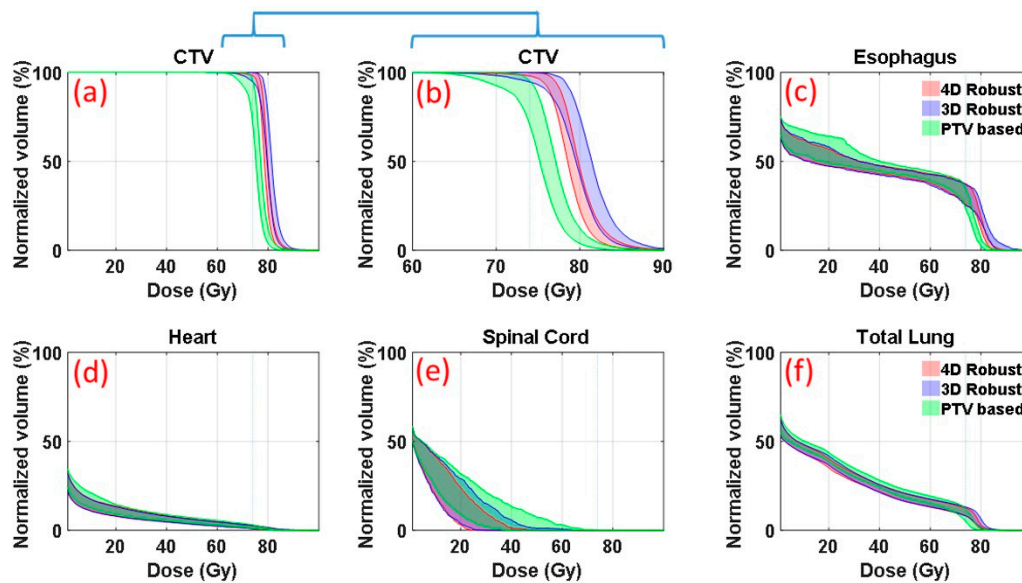 CTV
CTV
Esophagus
(a)
(b)
(c)
4D Robust
3D Robust
PTV based
Normalized volume (%)
100
50
0
20
40
60
80
Dose (Gy)
Normalized volume (%)
100
50
0
60
70
80
90
Dose (Gy)
Normalized volume (%)
100
50
0
20
40
60
80
Dose (Gy)
Heart
Spinal Cord
Total Lung
(d)
(e)
(f)
4D Robust
3D Robust
PTV based
Normalized volume (%)
100
50
0
20
40
60
80
Dose (Gy)
Normalized volume (%)
100
50
0
20
40
60
80
Dose (Gy)
Normalized volume (%)
100
50
0
20
40
60
80
Dose (Gy)